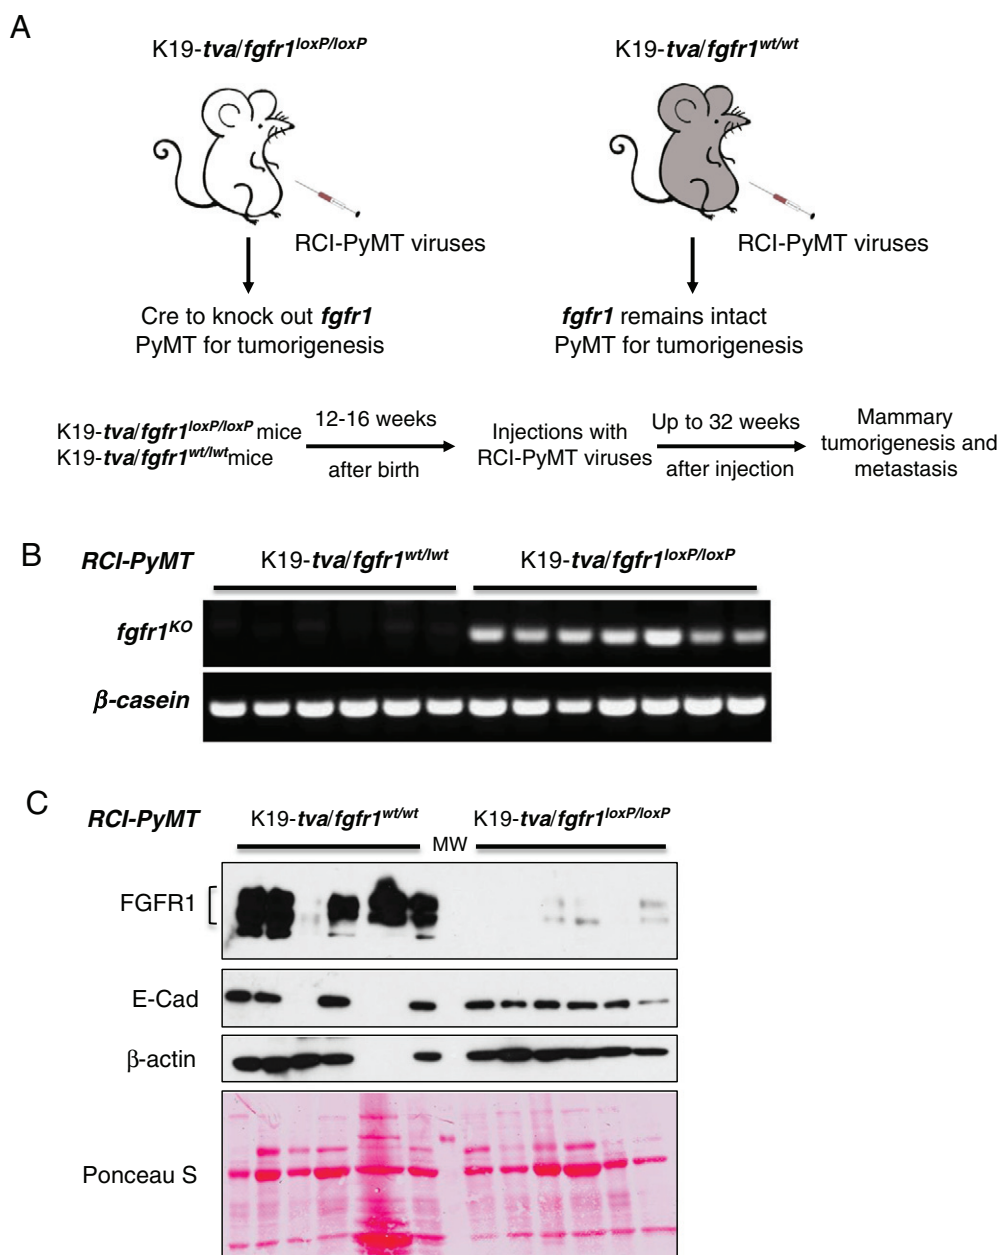 A
K19-tva/fgfr1loxP/loxP
K19-tva/fgfr1wt/wt
RCI-PyMT viruses
RCI-PyMT viruses
Cre to knock out fgfr1
PyMT for tumorigenesis
fgfr1 remains intact
PyMT for tumorigenesis
K19-tva/fgfr1loxP/loxP mice
K19-tva/fgfr1wt/lwtmice
12-16 weeks
after birth
Injections with
RCI-PyMT viruses
Up to 32 weeks
after injection
Mammary
tumorigenesis and
metastasis
B
RCI-PyMT
K19-tva/fgfr1wt/lwt
K19-tva/fgfr1loxP/loxP
fgfr1KO
β-casein
C
RCI-PyMT
K19-tva/fgfr1wt/wt
MW
K19-tva/fgfr1loxP/loxP
FGFR1
E-Cad
β-actin
Ponceau S